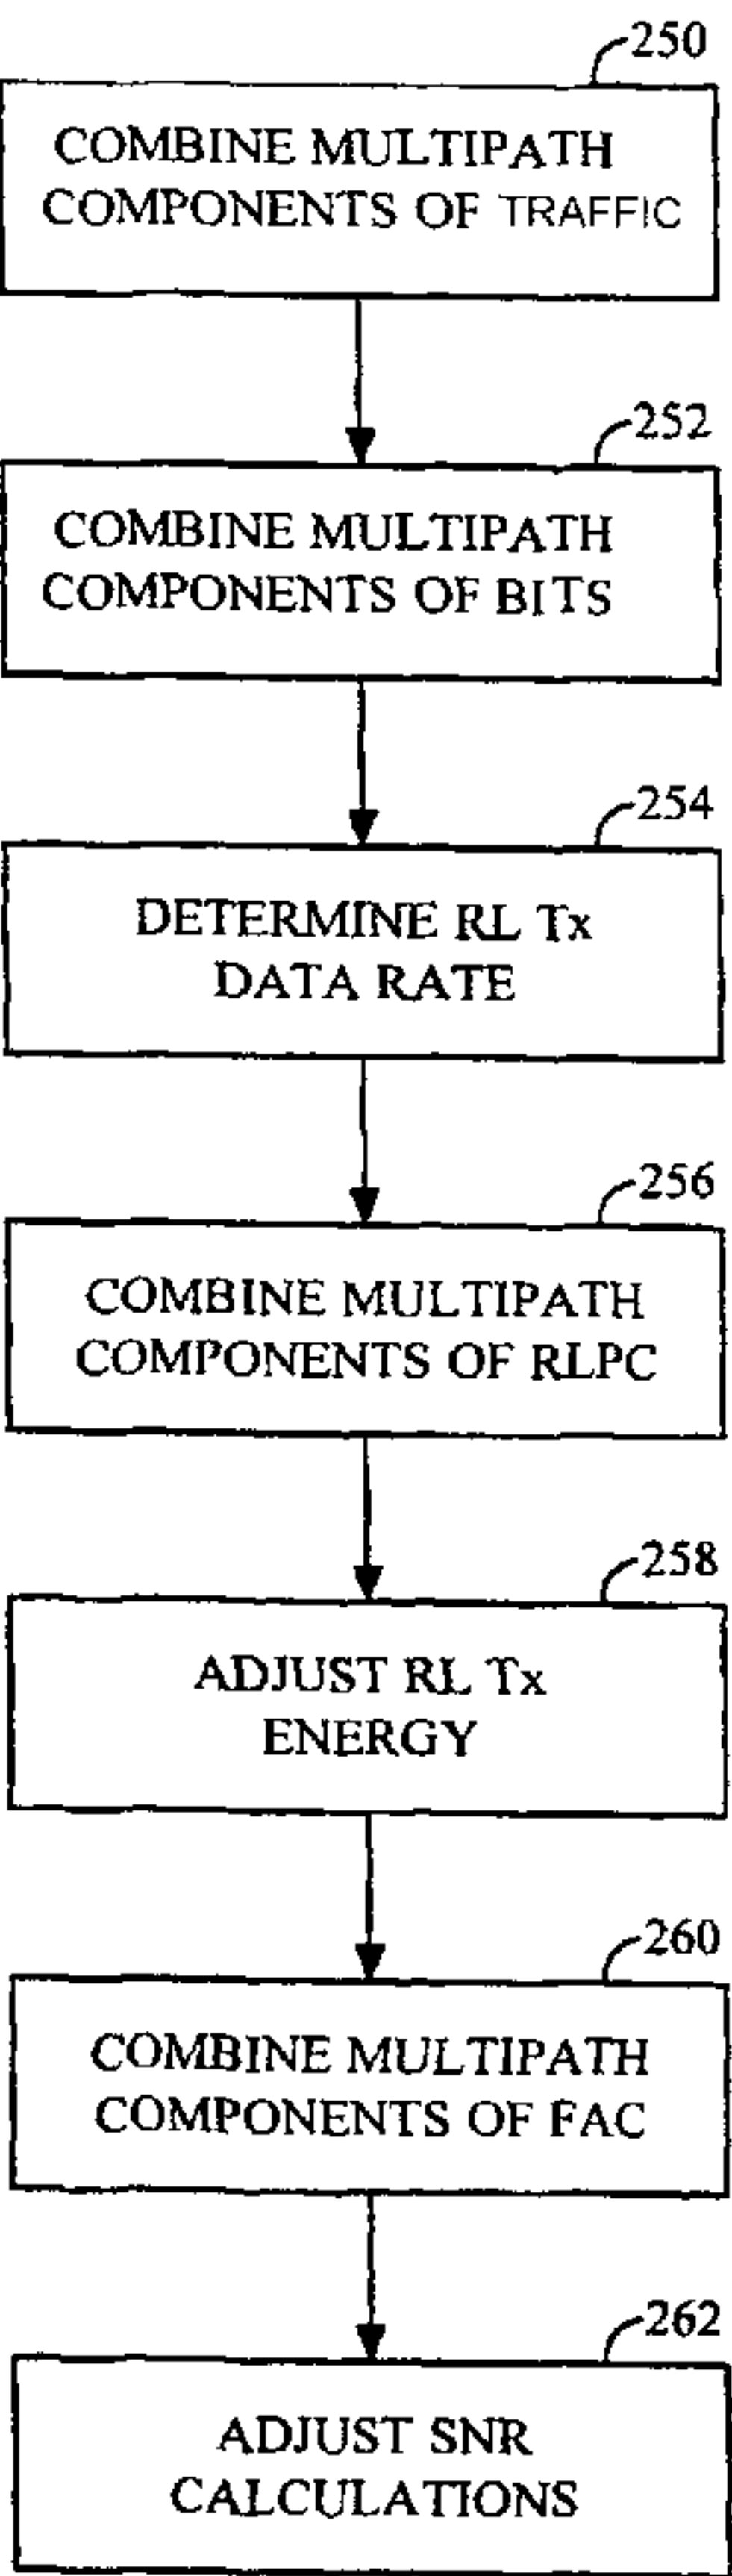 250
COMBINE MULTIPATH
COMPONENTS OF TRAFFIC
252
COMBINE MULTIPATH
COMPONENTS OF BITS
254
DETERMINE RL Tx
DATA RATE
256
COMBINE MULTIPATH
COMPONENTS OF RLPC
258
ADJUST RL Tx
ENERGY
260
COMBINE MULTIPATH
COMPONENTS OF FAC
262
ADJUST SNR
CALCULATIONS